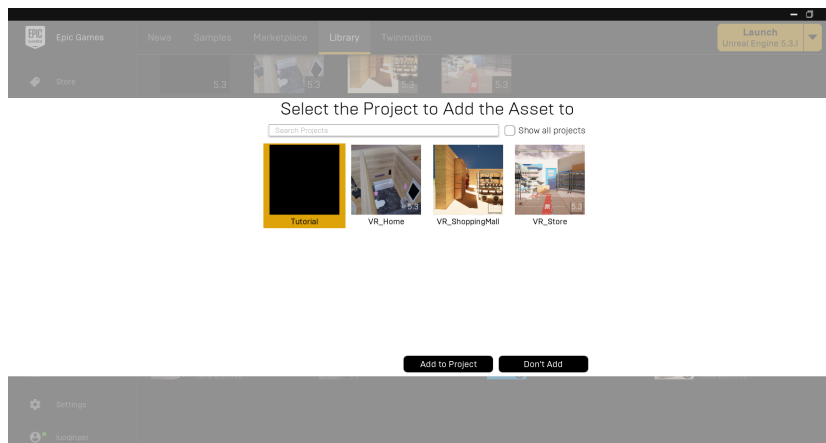 EPIC GAMES
Epic Games
News
Samples
Marketplace
Library
Twinmotion
Launch
Unreal Engine 5.3.1
Store
5.3
5.3
5.3
5.3
Select the Project to Add the Asset to
Search Projects
Show all projects
5.3
5.3
Tutorial
VR_Home
VR_ShoppingMall
VR_Store
Add to Project
Don't Add
Settings